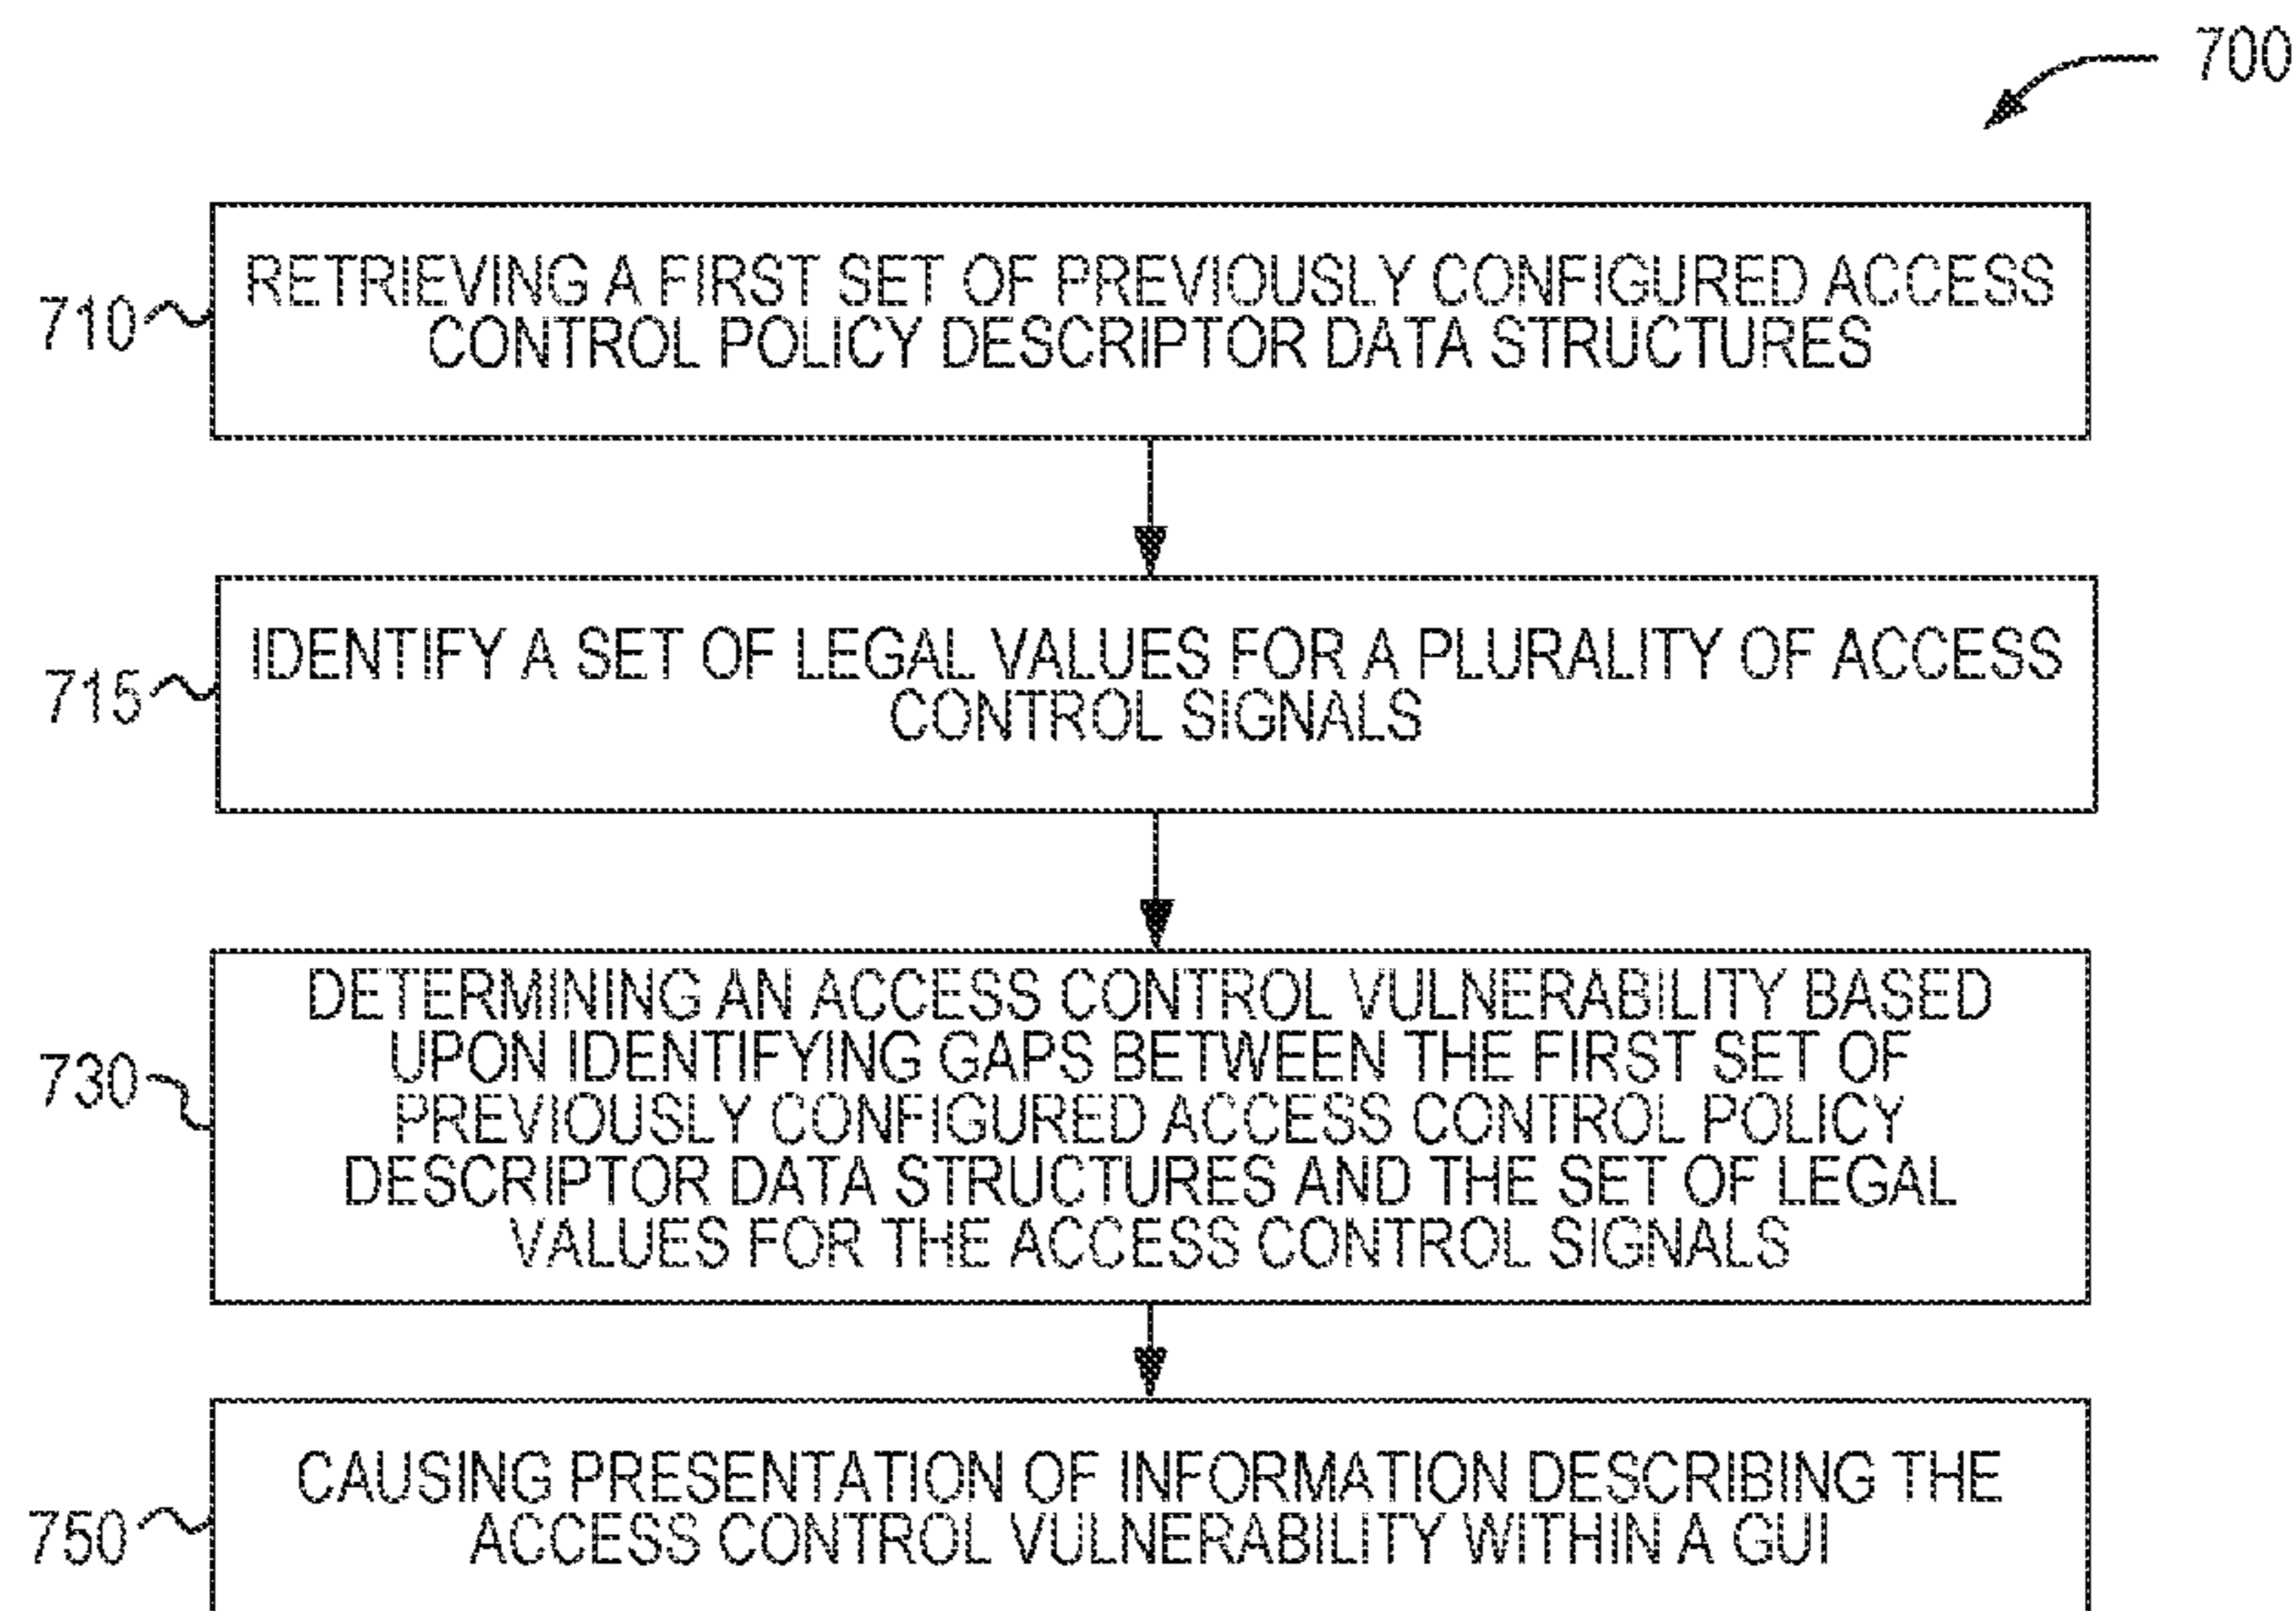 700
710
RETRIEVING A FIRST SET OF PREVIOUSLY CONFIGURED ACCESS
CONTROL POLICY DESCRIPTOR DATA STRUCTURES
715
IDENTIFY A SET OF LEGAL VALUES FOR A PLURALITY OF ACCESS
CONTROL SIGNALS
730
DETERMINING AN ACCESS CONTROL VULNERABILITY BASED
UPON IDENTIFYING GAPS BETWEEN THE FIRST SET OF
PREVIOUSLY CONFIGURED ACCESS CONTROL POLICY
DESCRIPTOR DATA STRUCTURES AND THE SET OF LEGAL
VALUES FOR THE ACCESS CONTROL SIGNALS
750
CAUSING PRESENTATION OF INFORMATION DESCRIBING THE
ACCESS CONTROL VULNERABILITY WITHIN A GUI